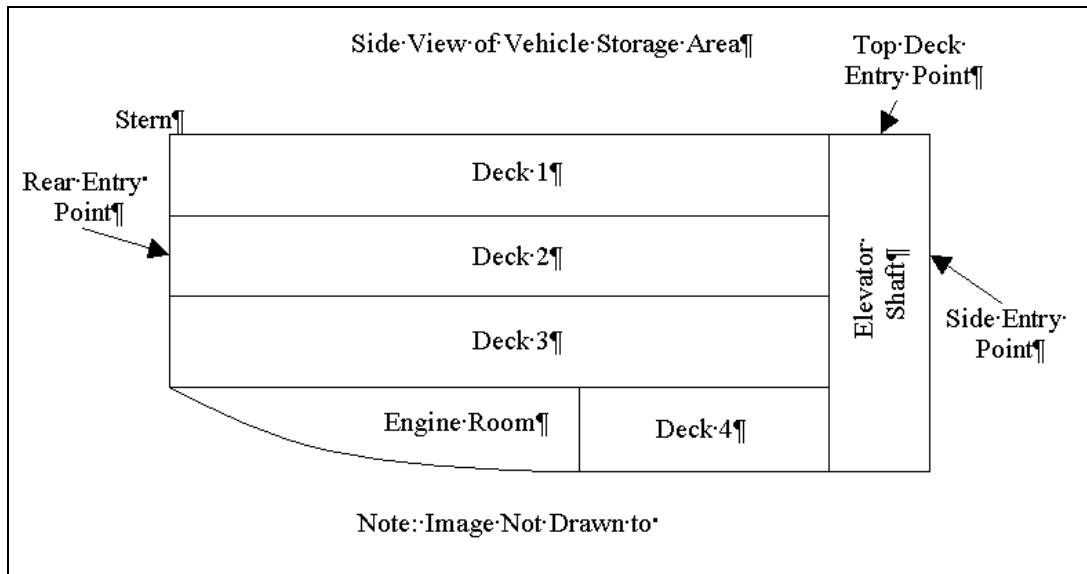 Side·View·of·Vehicle·Storage·Area¶
Top·Deck·
Entry·Point¶
Stern¶
Deck·1¶
Rear·Entry·
Point¶
Deck·2¶
Elevator·
Shaft¶
Deck·3¶
Side·Entry·
Point¶
Engine·Room¶
Deck·4¶
Note:·Image·Not·Drawn·to·